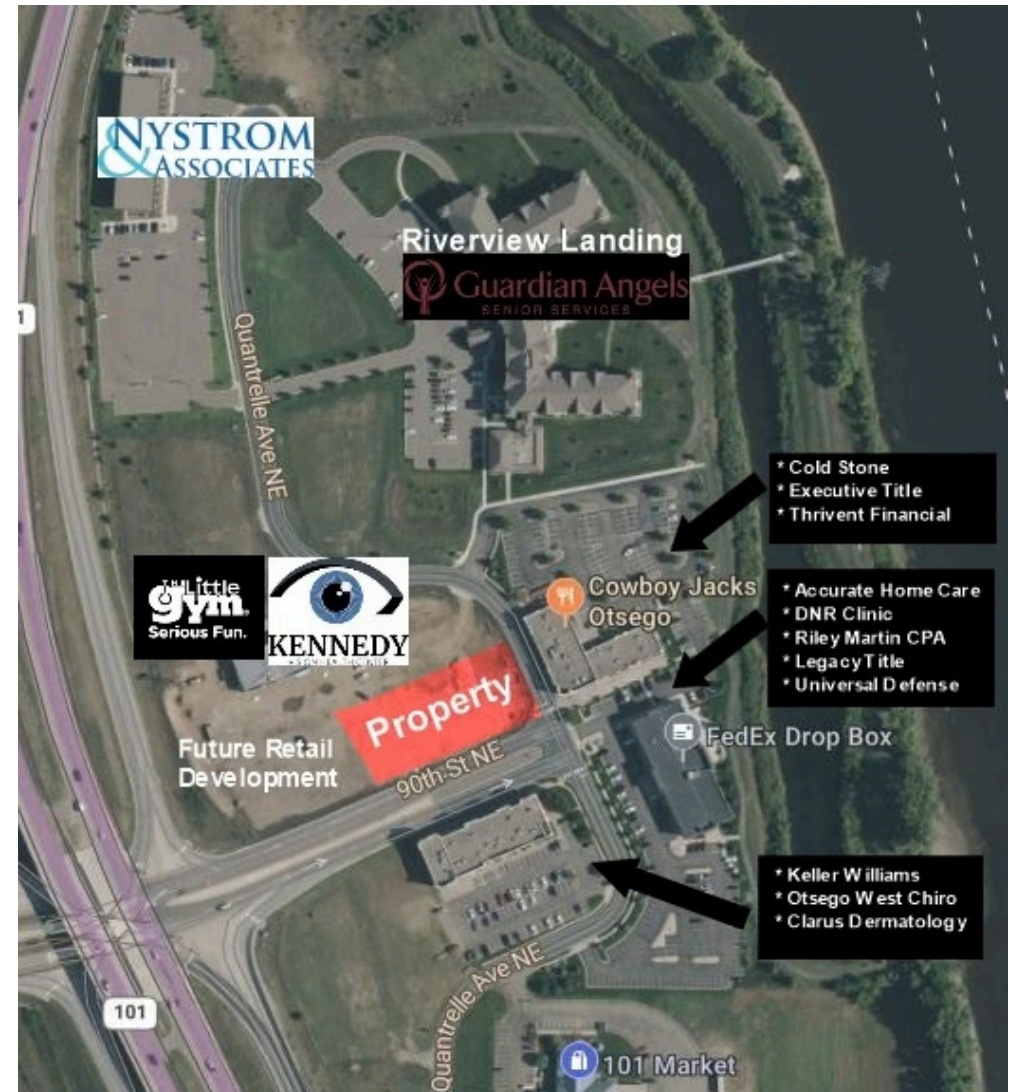 NYSTROM
& ASSOCIATES
Riverview Landing
Guardian Angels
SENIOR SERVICES
1
Quantrelle Ave NE
* Cold Stone
* Executive Title
* Thrivent Financial
THE Little
gym
Serious Fun.
KENNEDY
Cowboy Jacks
Otsego
* Accurate Home Care
* DNR Clinic
* Riley Martin CPA
* Legacy Title
* Universal Defense
Property
FedEx Drop Box
Future Retail
Development
90th St NE
* Keller Williams
* Otsego West Chiro
* Clarus Dermatology
Quantrelle Ave NE
101
101 Market